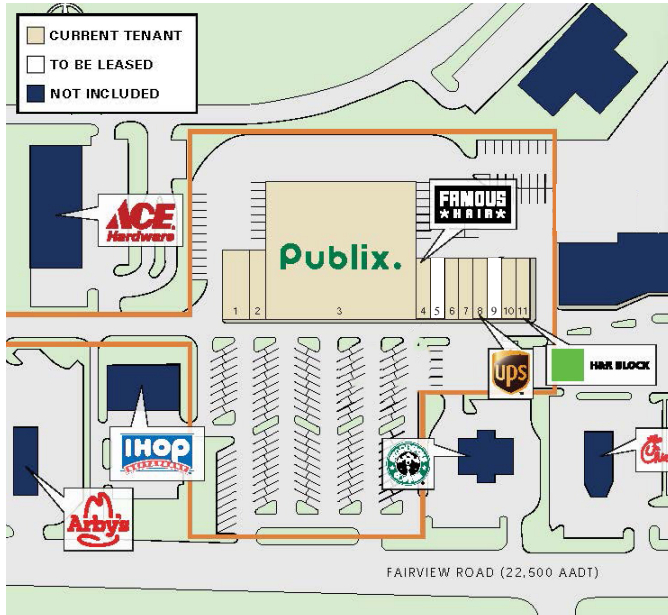 CURRENT TENANT
TO BE LEASED
NOT INCLUDED
ACE
Hardware
FAMOUS
HAIR
Publix.
1 2 3 4 5 6 7 8 9 10 11
ups
H&R BLOCK
IHOP
RESTAURANT
Arby's
FAIRVIEW ROAD (22,500 AADT)